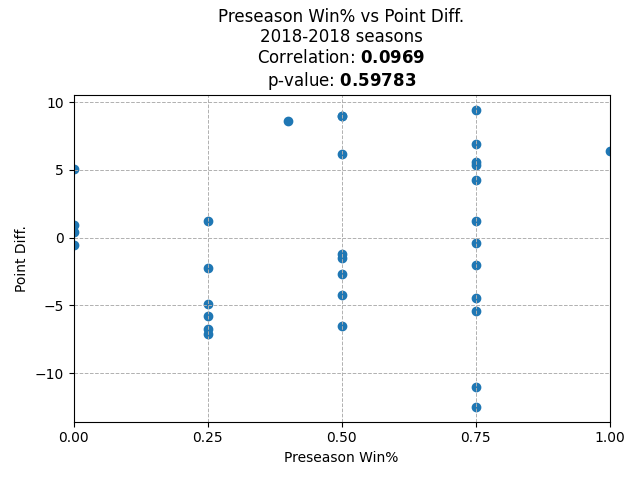 Preseason Win% vs Point Diff.
2018-2018 seasons
Correlation: 0.0969
p-value: 0.59783
10
5
0
−5
−10
Point Diff.
0.00 0.25 0.50 0.75 1.00
Preseason Win%